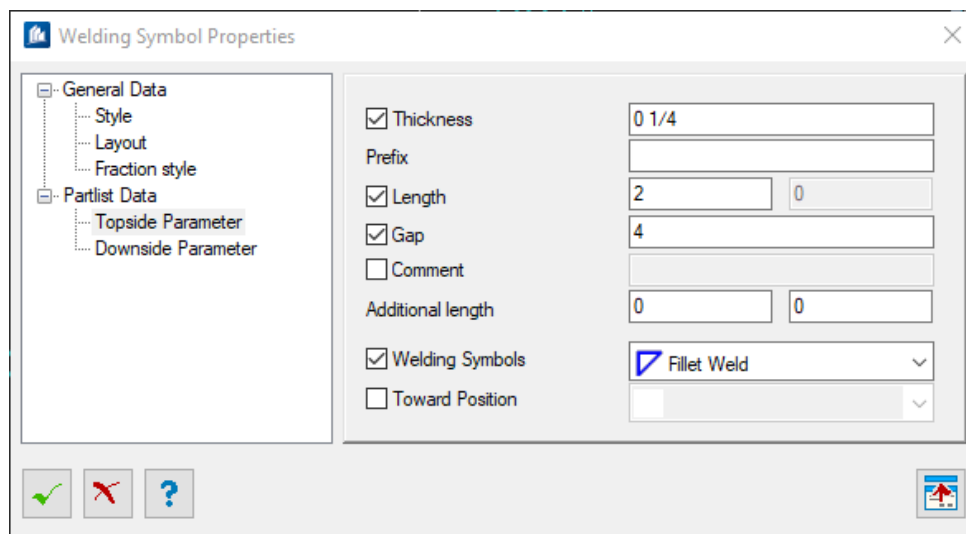 Welding Symbol Properties
General Data
Style
Layout
Fraction style
Partlist Data
Topside Parameter
Downside Parameter
Thickness 0 1/4
Prefix
Length 2 0
Gap 4
Comment
Additional length 0 0
Welding Symbols Fillet Weld
Toward Position
?